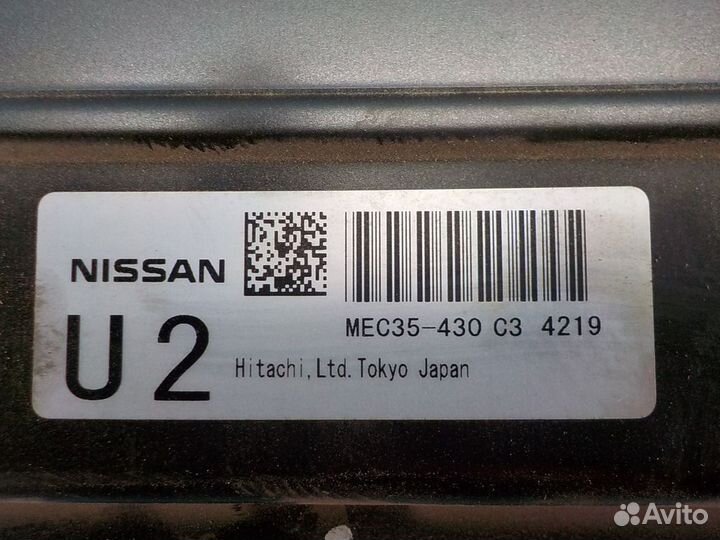 NISSAN
MEC35-430 C3 4219
U2
Hitachi,Ltd.Tokyo Japan
Avito